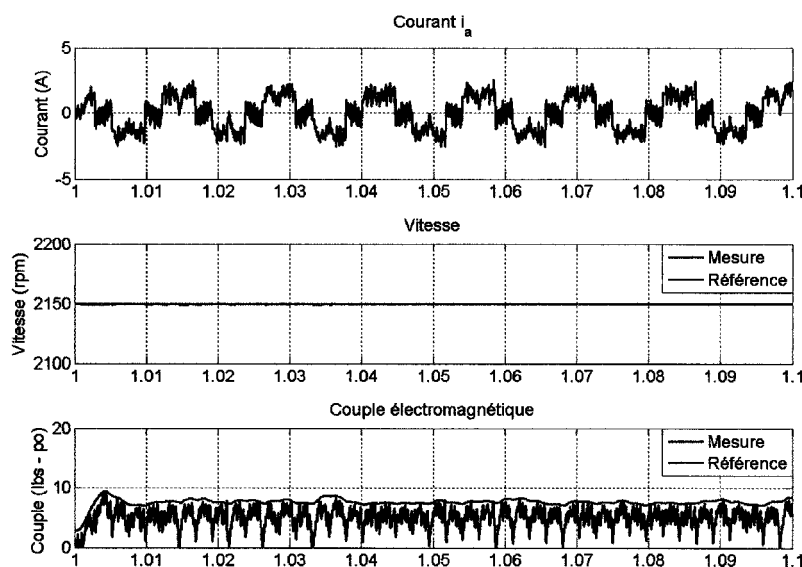 Courant i_a
Courant (A)
5
0
-5
1 1.01 1.02 1.03 1.04 1.05 1.06 1.07 1.08 1.09 1.1
Vitesse
Vitesse (rpm)
2200
2150
2100
Mesure
Référence
1 1.01 1.02 1.03 1.04 1.05 1.06 1.07 1.08 1.09 1.1
Couple électromagnétique
Couple (lbs - po)
20
10
0
Mesure
Référence
1 1.01 1.02 1.03 1.04 1.05 1.06 1.07 1.08 1.09 1.1